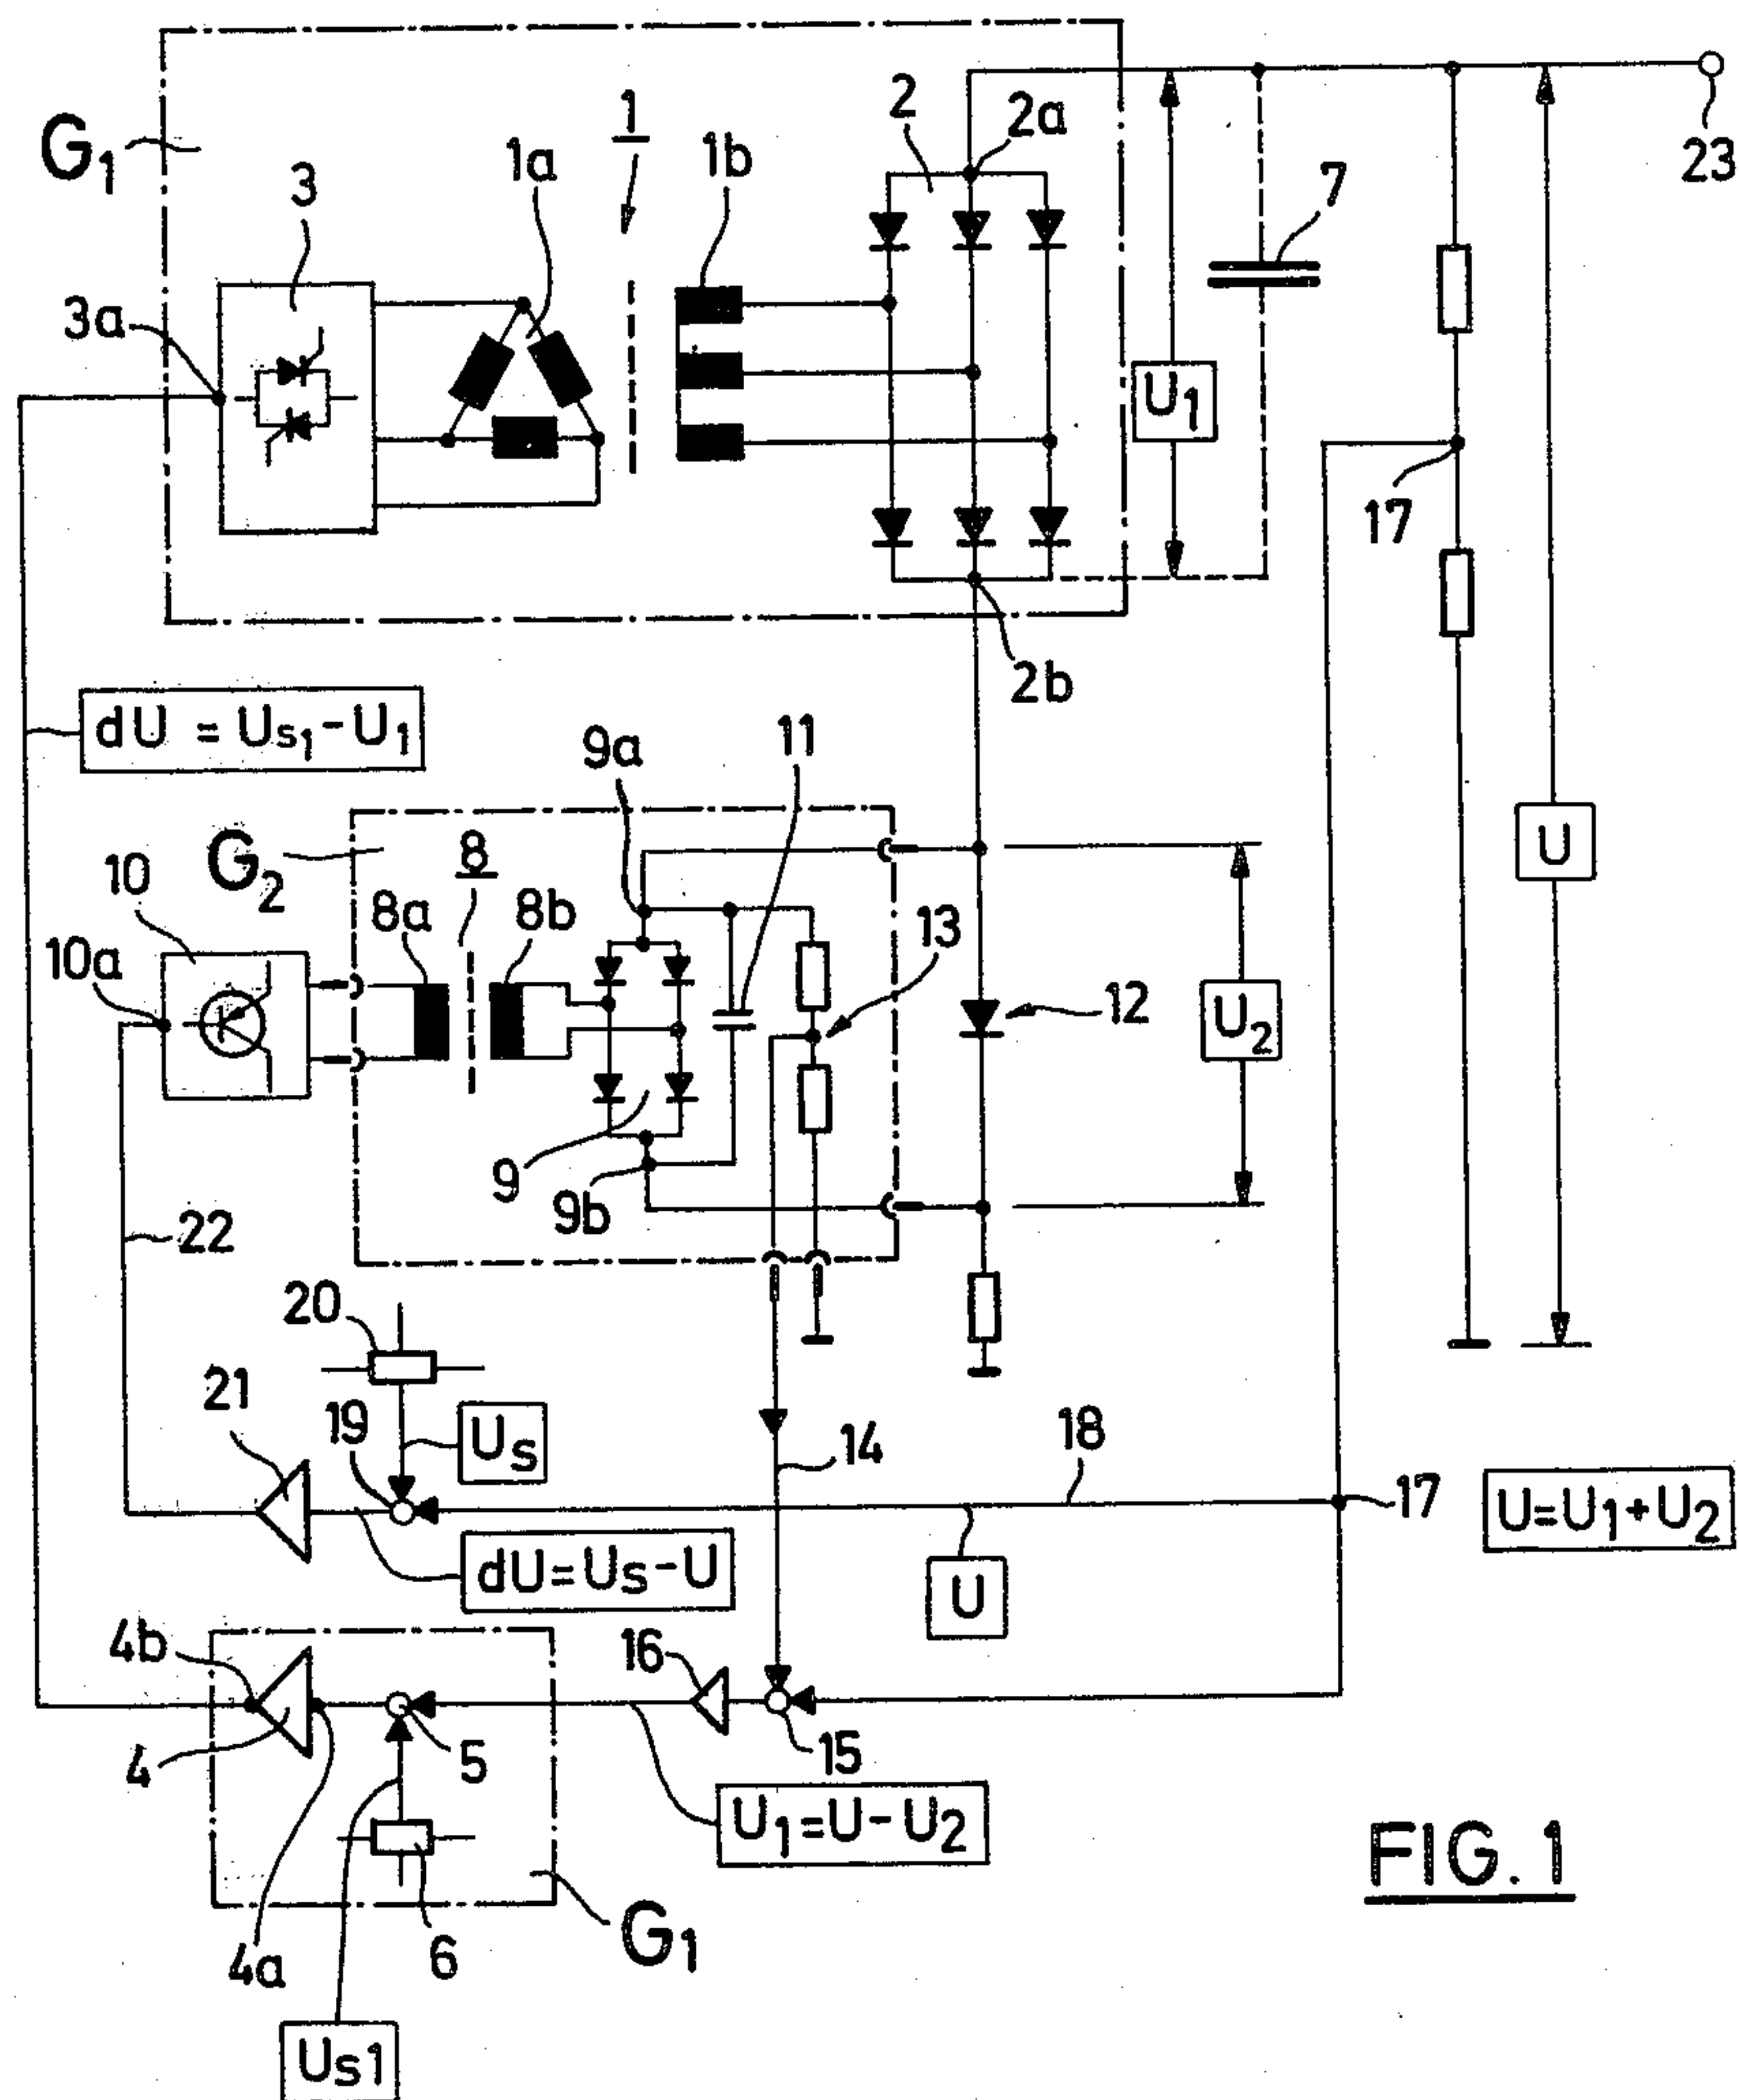 G1
1
2
2a
23
3
1a
1b
7
3a
U1
17
2b
dU = Us1-U1
9a
11
U
G2
8
10
8a
8b
13
10a
12
U2
9
9b
22
20
21
19
Us
14
18
17
U=U1+U2
dU=Us-U
U
4b
16
4
5
15
U1=U-U2
FIG. 1
4a
6
G1
Us1